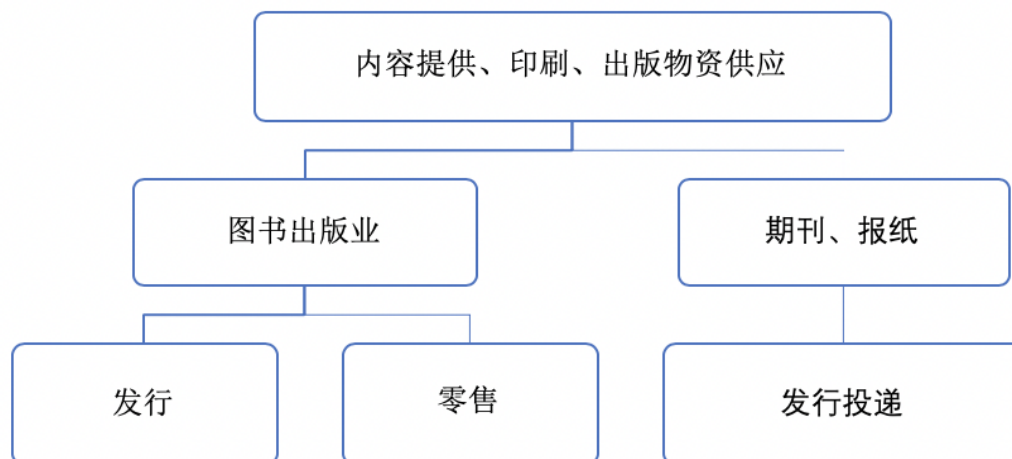 内容提供、印刷、出版物资供应
图书出版业
期刊、报纸
发行
零售
发行投递